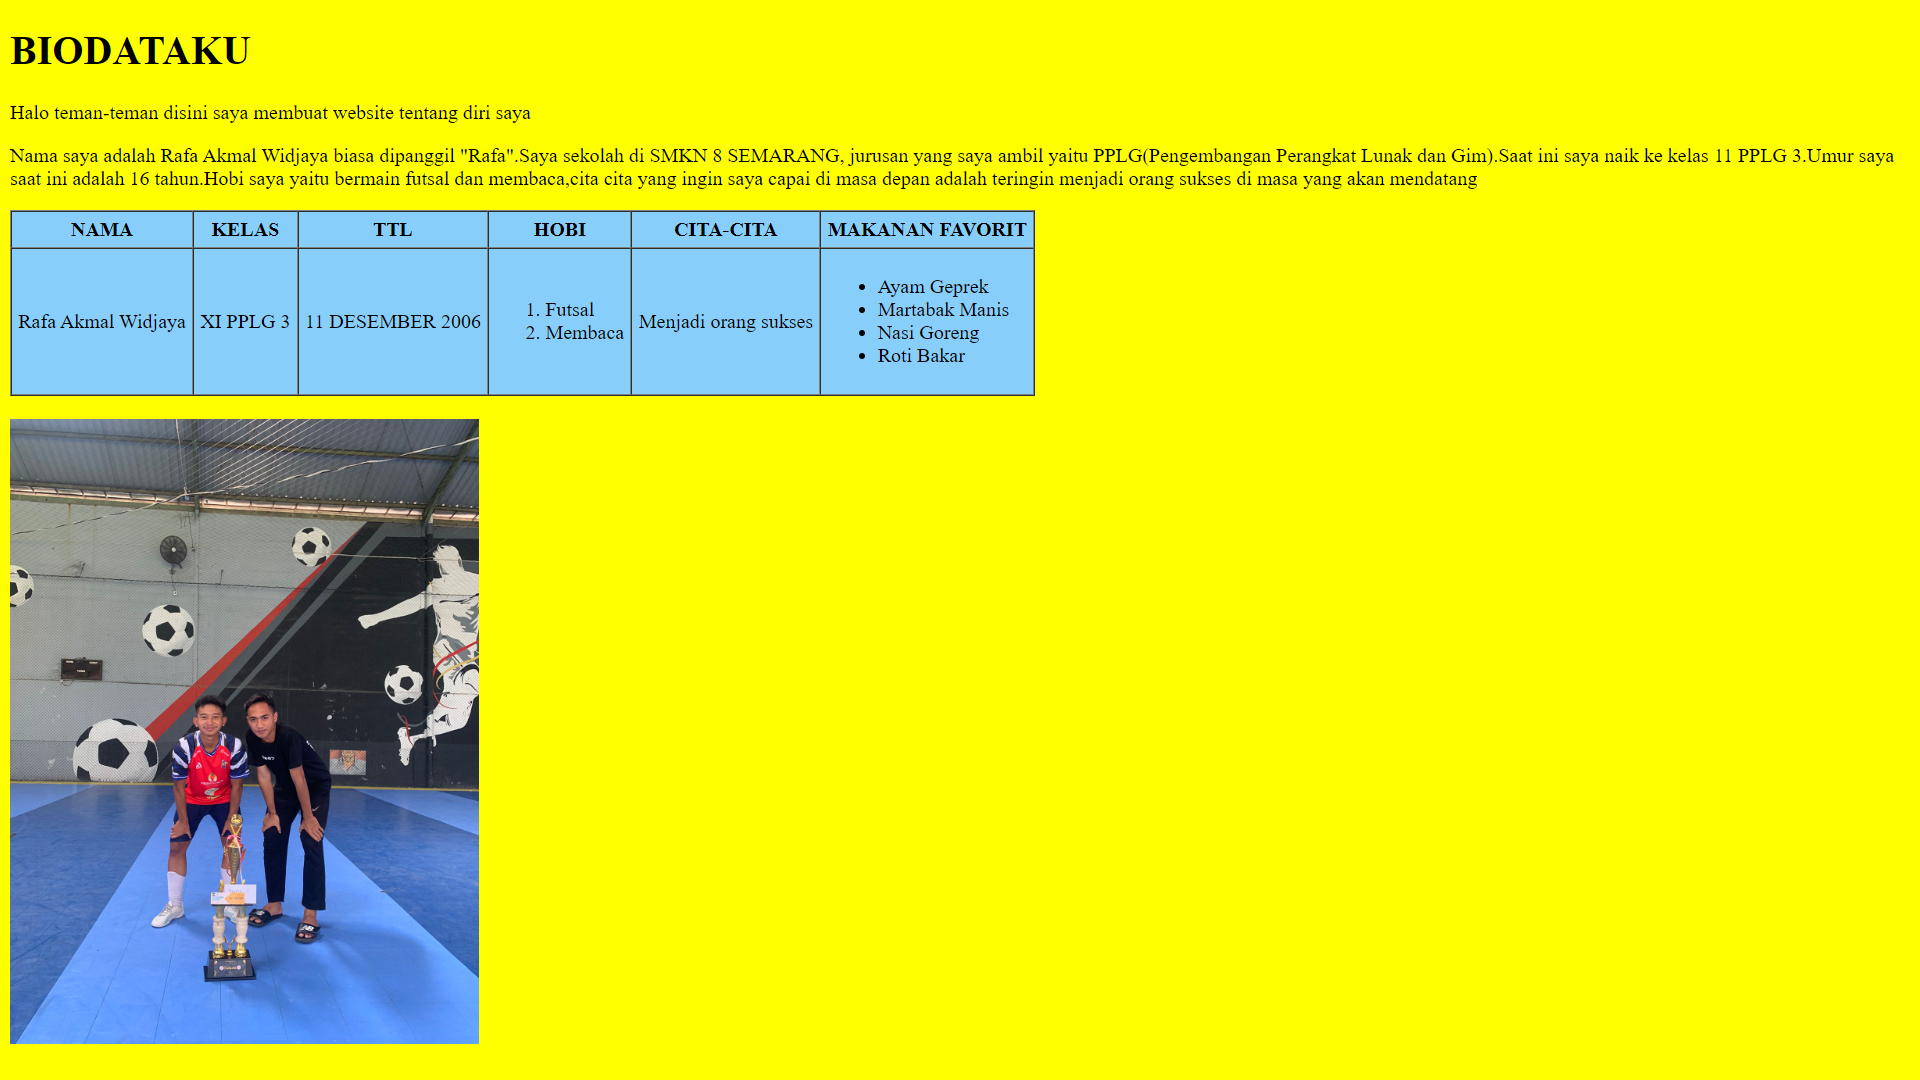 BIODATAKU
Halo teman-teman disini saya membuat website tentang diri saya
Nama saya adalah Rafa Akmal Widjaya biasa dipanggil "Rafa".Saya sekolah di SMKN 8 SEMARANG, jurusan yang saya ambil yaitu PPLG(Pengembangan Perangkat Lunak dan Gim).Saat ini saya naik ke kelas 11 PPLG 3.Umur saya
saat ini adalah 16 tahun.Hobi saya yaitu bermain futsal dan membaca,cita cita yang ingin saya capai di masa depan adalah teringin menjadi orang sukses di masa yang akan mendatang
NAMA KELAS TTL HOBI CITA-CITA MAKANAN FAVORIT
Rafa Akmal Widjaya XI PPLG 3 11 DESEMBER 2006
1. Futsal
2. Membaca
Menjadi orang sukses
• Ayam Geprek
• Martabak Manis
• Nasi Goreng
• Roti Bakar